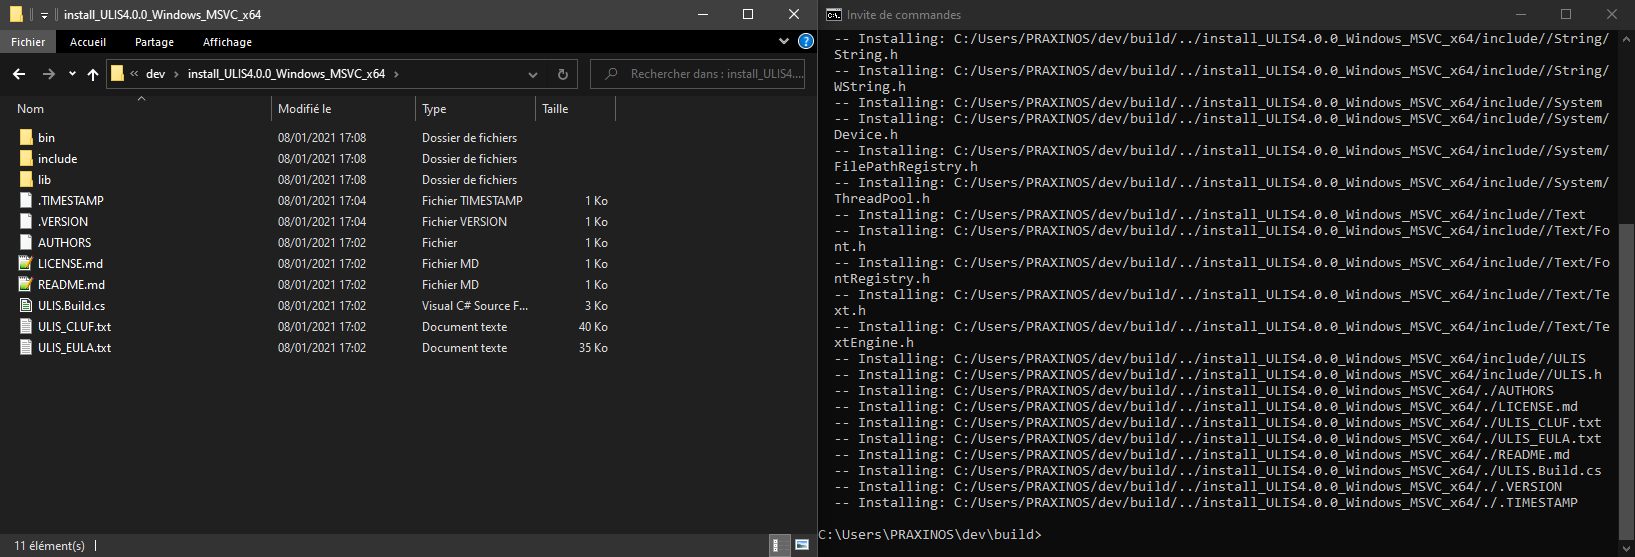 install_ULIS4.0.0_Windows_MSVC_x64
Fichier Accueil Partage Affichage
dev install_ULIS4.0.0_Windows_MSVC_x64
Rechercher dans : install_ULIS4....
Nom Modifié le Type Taille
bin 08/01/2021 17:08 Dossier de fichiers
include 08/01/2021 17:08 Dossier de fichiers
lib 08/01/2021 17:08 Dossier de fichiers
.TIMESTAMP 08/01/2021 17:04 Fichier TIMESTAMP 1 Ko
.VERSION 08/01/2021 17:04 Fichier VERSION 1 Ko
AUTHORS 08/01/2021 17:02 Fichier 1 Ko
LICENSE.md 08/01/2021 17:02 Fichier MD 1 Ko
README.md 08/01/2021 17:02 Fichier MD 1 Ko
ULIS.Build.cs 08/01/2021 17:02 Visual C# Source F... 3 Ko
ULIS_CLUF.txt 08/01/2021 17:02 Document texte 40 Ko
ULIS_EULA.txt 08/01/2021 17:02 Document texte 35 Ko
11 élément(s)
Invite de commandes
-- Installing: C:/Users/PRAXINOS/dev/build/../install_ULIS4.0.0_Windows_MSVC_x64/include//String/
String.h
-- Installing: C:/Users/PRAXINOS/dev/build/../install_ULIS4.0.0_Windows_MSVC_x64/include//String/
WString.h
-- Installing: C:/Users/PRAXINOS/dev/build/../install_ULIS4.0.0_Windows_MSVC_x64/include//System
-- Installing: C:/Users/PRAXINOS/dev/build/../install_ULIS4.0.0_Windows_MSVC_x64/include//System/
Device.h
-- Installing: C:/Users/PRAXINOS/dev/build/../install_ULIS4.0.0_Windows_MSVC_x64/include//System/
FilePathRegistry.h
-- Installing: C:/Users/PRAXINOS/dev/build/../install_ULIS4.0.0_Windows_MSVC_x64/include//System/
ThreadPool.h
-- Installing: C:/Users/PRAXINOS/dev/build/../install_ULIS4.0.0_Windows_MSVC_x64/include//Text
-- Installing: C:/Users/PRAXINOS/dev/build/../install_ULIS4.0.0_Windows_MSVC_x64/include//Text/Fo
nt.h
-- Installing: C:/Users/PRAXINOS/dev/build/../install_ULIS4.0.0_Windows_MSVC_x64/include//Text/Fo
ntRegistry.h
-- Installing: C:/Users/PRAXINOS/dev/build/../install_ULIS4.0.0_Windows_MSVC_x64/include//Text/Te
xt.h
-- Installing: C:/Users/PRAXINOS/dev/build/../install_ULIS4.0.0_Windows_MSVC_x64/include//Text/Te
xtEngine.h
-- Installing: C:/Users/PRAXINOS/dev/build/../install_ULIS4.0.0_Windows_MSVC_x64/include//ULIS
-- Installing: C:/Users/PRAXINOS/dev/build/../install_ULIS4.0.0_Windows_MSVC_x64/include//ULIS.h
-- Installing: C:/Users/PRAXINOS/dev/build/../install_ULIS4.0.0_Windows_MSVC_x64/./AUTHORS
-- Installing: C:/Users/PRAXINOS/dev/build/../install_ULIS4.0.0_Windows_MSVC_x64/./LICENSE.md
-- Installing: C:/Users/PRAXINOS/dev/build/../install_ULIS4.0.0_Windows_MSVC_x64/./ULIS_CLUF.txt
-- Installing: C:/Users/PRAXINOS/dev/build/../install_ULIS4.0.0_Windows_MSVC_x64/./ULIS_EULA.txt
-- Installing: C:/Users/PRAXINOS/dev/build/../install_ULIS4.0.0_Windows_MSVC_x64/./README.md
-- Installing: C:/Users/PRAXINOS/dev/build/../install_ULIS4.0.0_Windows_MSVC_x64/./ULIS.Build.cs
-- Installing: C:/Users/PRAXINOS/dev/build/../install_ULIS4.0.0_Windows_MSVC_x64/./.VERSION
-- Installing: C:/Users/PRAXINOS/dev/build/../install_ULIS4.0.0_Windows_MSVC_x64/./.TIMESTAMP
C:\Users\PRAXINOS\dev\build>